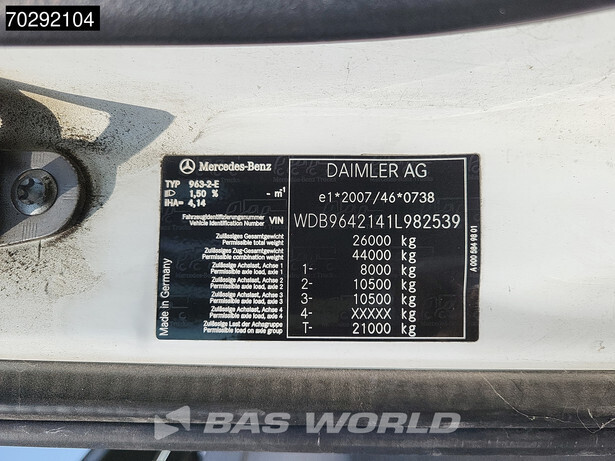 70292104
Mercedes-Benz
DAIMLER AG
TYP 963-2-E
1,50 % - m⁻¹
iHA= 4,14
e1*2007/46*0738
Fahrzeugidentifizierungsnummer
Vehicle Identification Number VIN WDB9642141L982539
Zulässiges Gesamtgewicht
Permissible total weight 26000 kg
Zulässiges Zuggesamtgewicht
Permissible combination weight 44000 kg
Zulässige Achslast, Achse 1
Permissible axle load, axle 1 1- 8000 kg
Zulässige Achslast, Achse 2
Permissible axle load, axle 2 2- 10500 kg
Zulässige Achslast, Achse 3
Permissible axle load, axle 3 3- 10500 kg
Zulässige Achslast, Achse 4
Permissible axle load, axle 4 4- XXXXX kg
Zulässige Last der Achsgruppe
Permissible load on axle group T- 21000 kg
Made in Germany
A 000 584 98 01
BAS WORLD